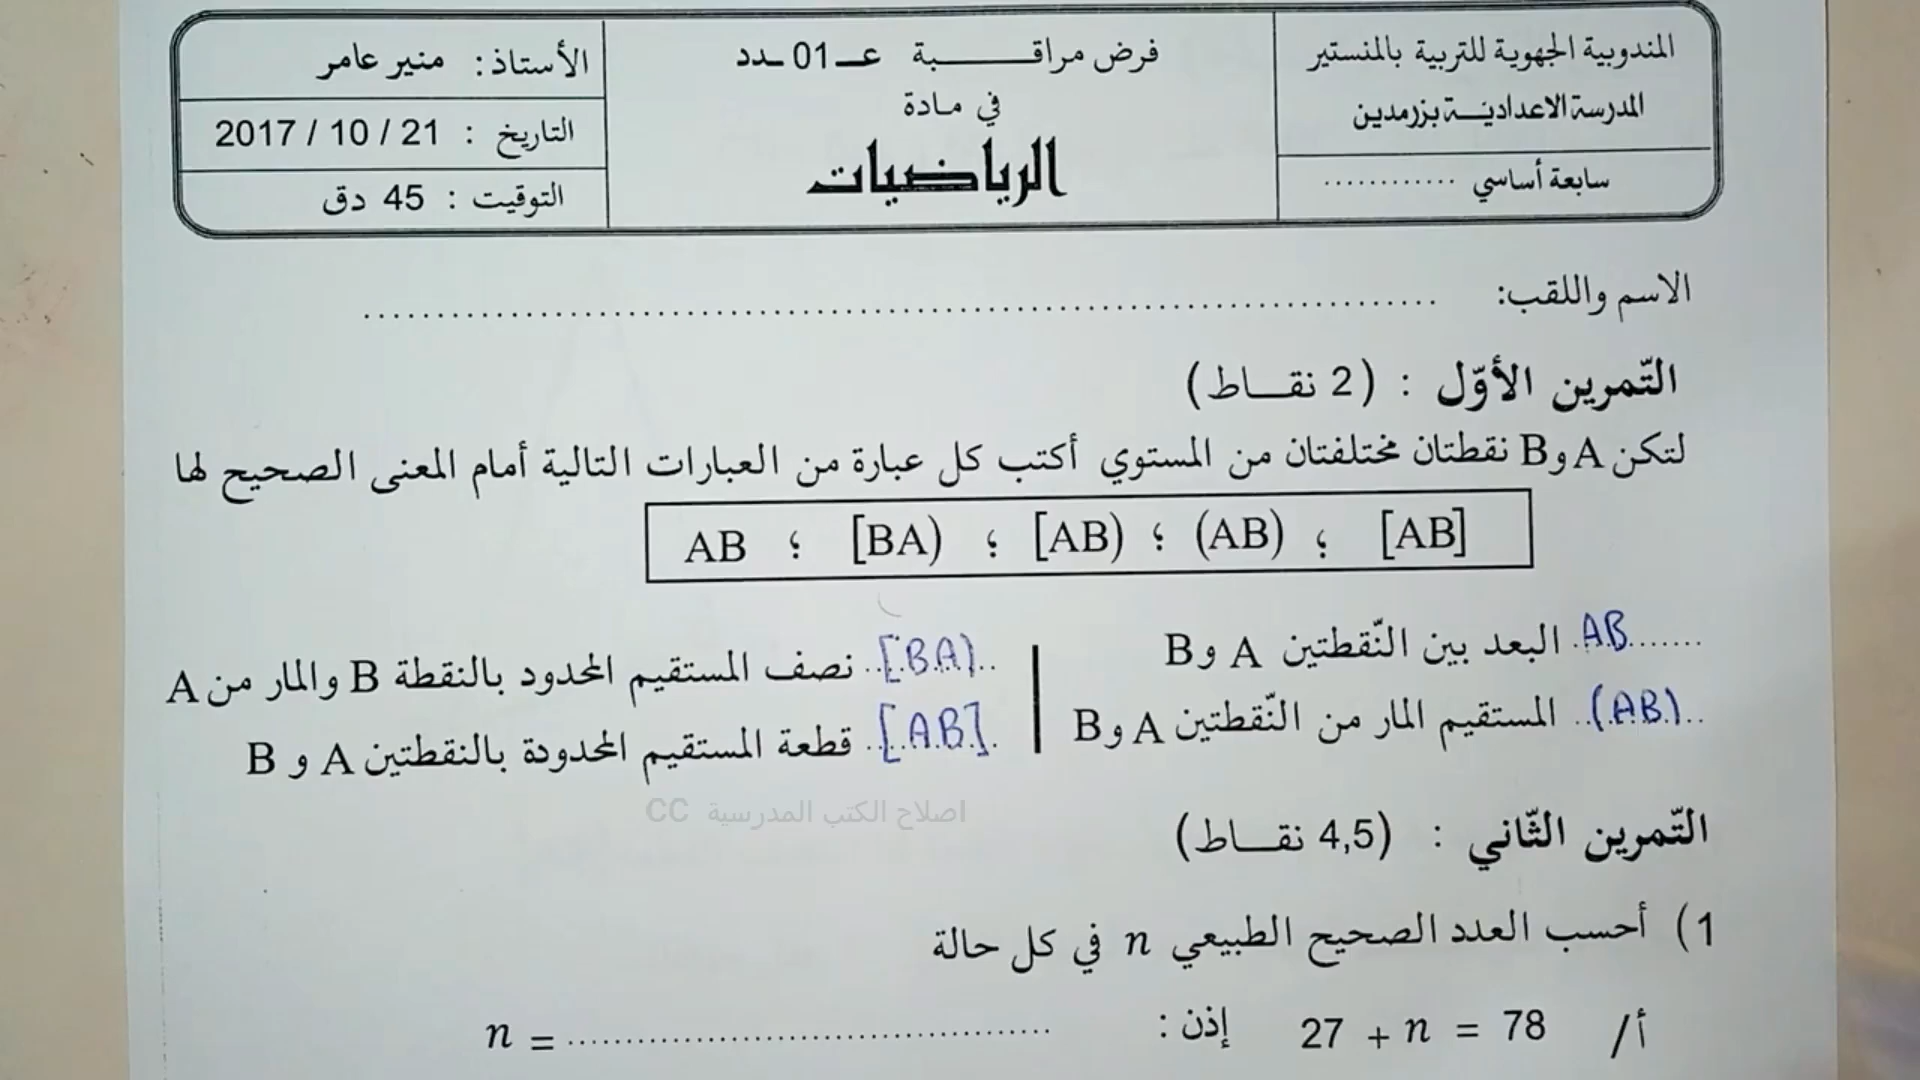 المندوبية الجهوية للتربية بالمنستير
المدرسة الاعدادية بزرمدين
سابعة أساسي ............
فرض مراقبة عـ01ـدد
في مادة
الرياضيات
الأستاذ: منير عامر
التاريخ : 21 / 10 / 2017
التوقيت : 45 دق
الاسم واللقب: ............................................................
التّمرين الأوّل : (2 نقاط)
لتكن A و B نقطتان مختلفتان من المستوي أكتب كل عبارة من العبارات التالية أمام المعنى الصحيح لها
[AB] ؛ (AB) ؛ [AB) ؛ [BA) ؛ AB
AB البعد بين النّقطتين A و B
(AB) المستقيم المار من النّقطتين A و B
[BA) نصف المستقيم المحدود بالنقطة B والمار من A
[AB] قطعة المستقيم المحدودة بالنقطتين A و B
اصلاح الكتب المدرسية CC
التّمرين الثّاني : (4,5 نقاط)
1) أحسب العدد الصحيح الطبيعي n في كل حالة
أ/ 27 + n = 78 إذن : n = ........................................